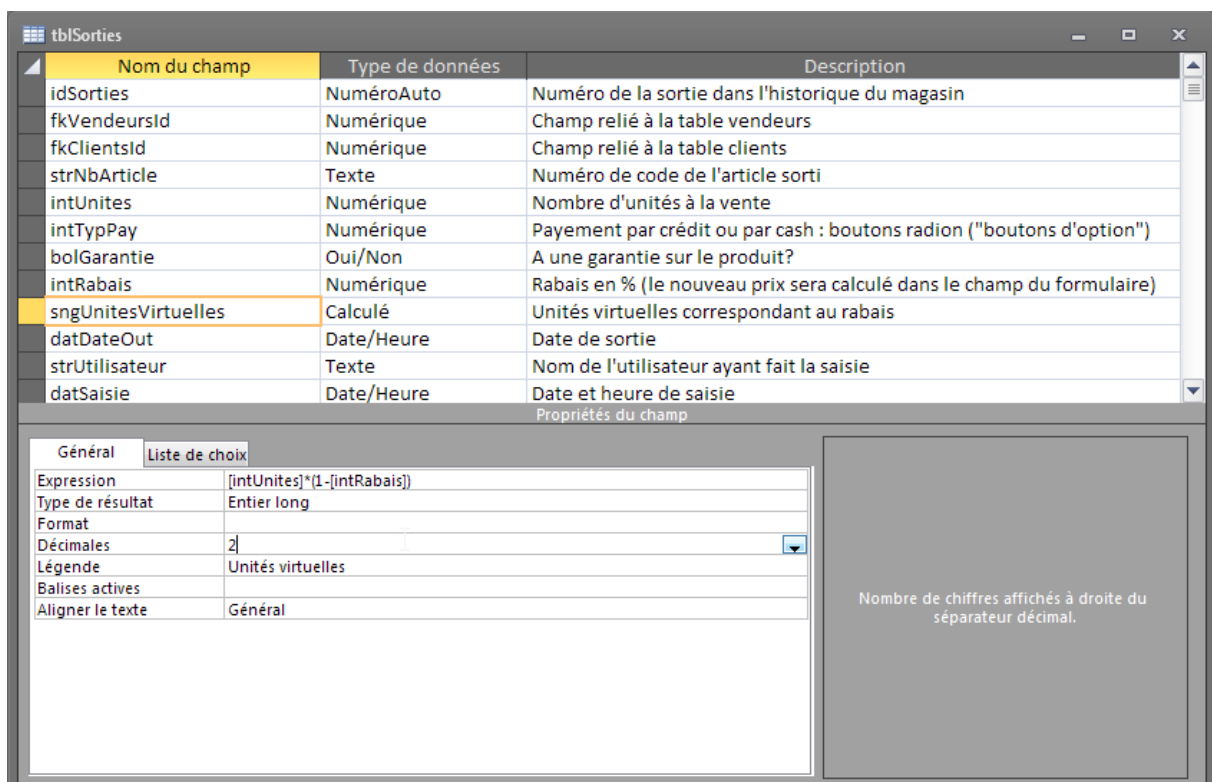 tblSorties
Nom du champ Type de données Description
idSorties NuméroAuto Numéro de la sortie dans l'historique du magasin
fkVendeursId Numérique Champ relié à la table vendeurs
fkClientsId Numérique Champ relié à la table clients
strNbArticle Texte Numéro de code de l'article sorti
intUnites Numérique Nombre d'unités à la vente
intTypPay Numérique Payement par crédit ou par cash : boutons radion ("boutons d'option")
bolGarantie Oui/Non A une garantie sur le produit?
intRabais Numérique Rabais en % (le nouveau prix sera calculé dans le champ du formulaire)
sngUnitesVirtuelles Calculé Unités virtuelles correspondant au rabais
datDateOut Date/Heure Date de sortie
strUtilisateur Texte Nom de l'utilisateur ayant fait la saisie
datSaisie Date/Heure Date et heure de saisie
Propriétés du champ
Général Liste de choix
Expression [intUnites]*(1-[intRabais])
Type de résultat Entier long
Format
Décimales 2
Légende Unités virtuelles
Balises actives
Aligner le texte Général
Nombre de chiffres affichés à droite du
séparateur décimal.